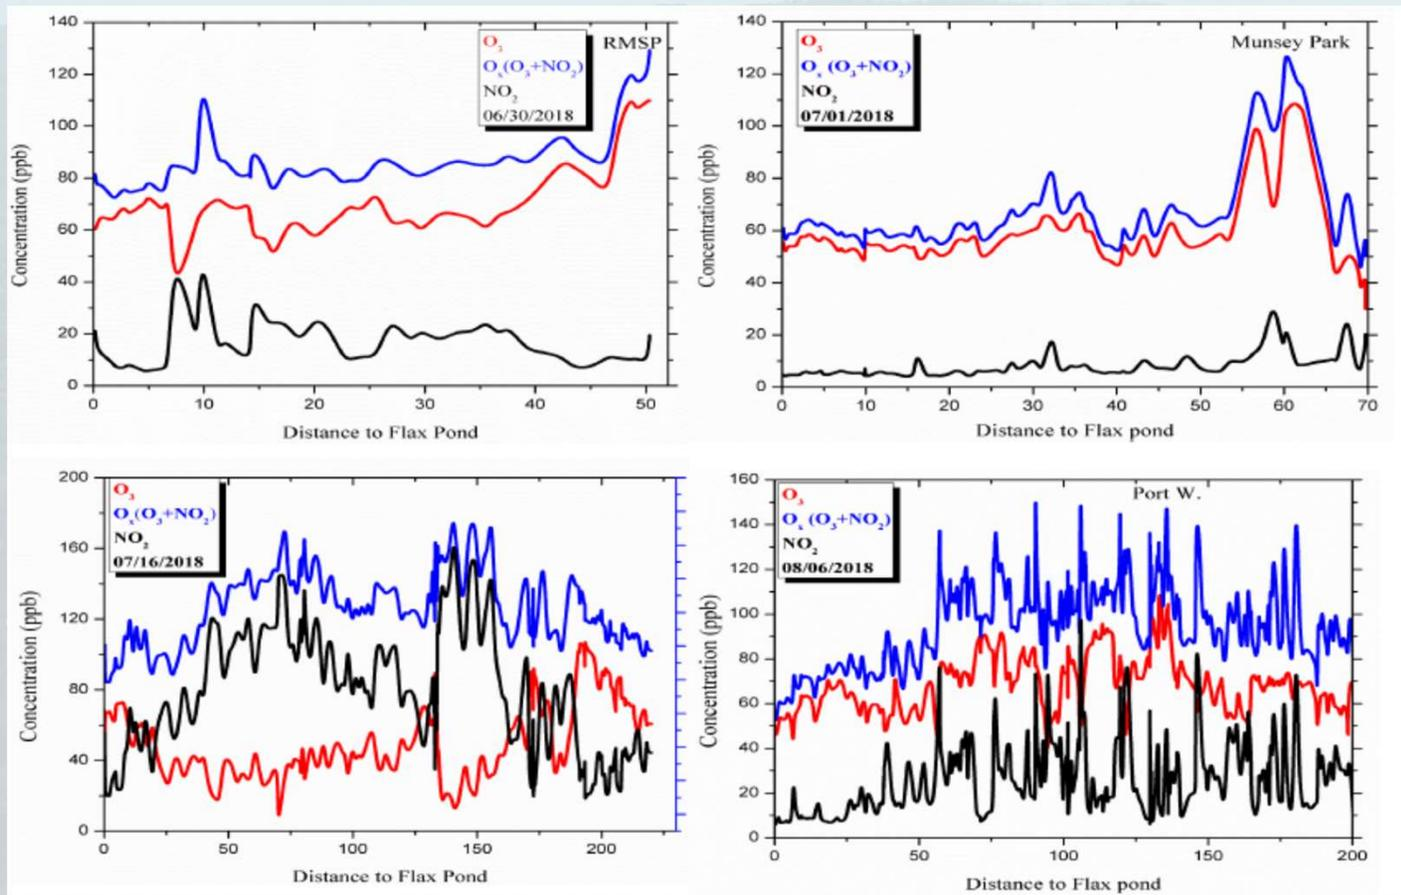 140
120
100
80
60
40
20
0
Concentration (ppb)
O3
Ox(O3+NO2)
NO2
06/30/2018
RMSP
0 10 20 30 40 50
Distance to Flax Pond
140
120
100
80
60
40
20
0
Concentration (ppb)
O3
Ox (O3+NO2)
NO2
07/01/2018
Munsey Park
0 10 20 30 40 50 60 70
Distance to Flax pond
200
160
120
80
40
0
Concentration (ppb)
O3
Ox(O3+NO2)
NO2
07/16/2018
0 50 100 150 200
Distance to Flax Pond
160
140
120
100
80
60
40
20
0
Concentration (ppb)
O3
Ox (O3+NO2)
NO2
08/06/2018
Port W.
0 50 100 150 200
Distance to Flax pond